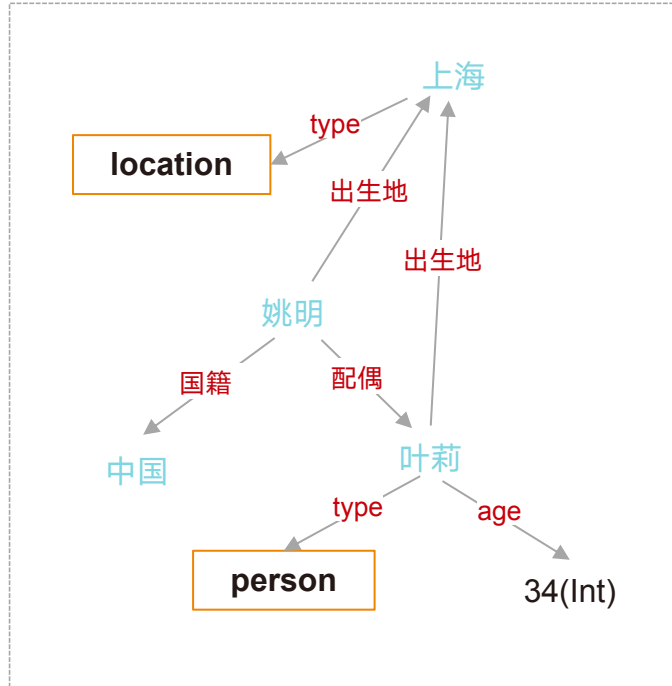 上海
type
location
出生地
出生地
姚明
国籍
配偶
中国
叶莉
type
age
person
34(Int)